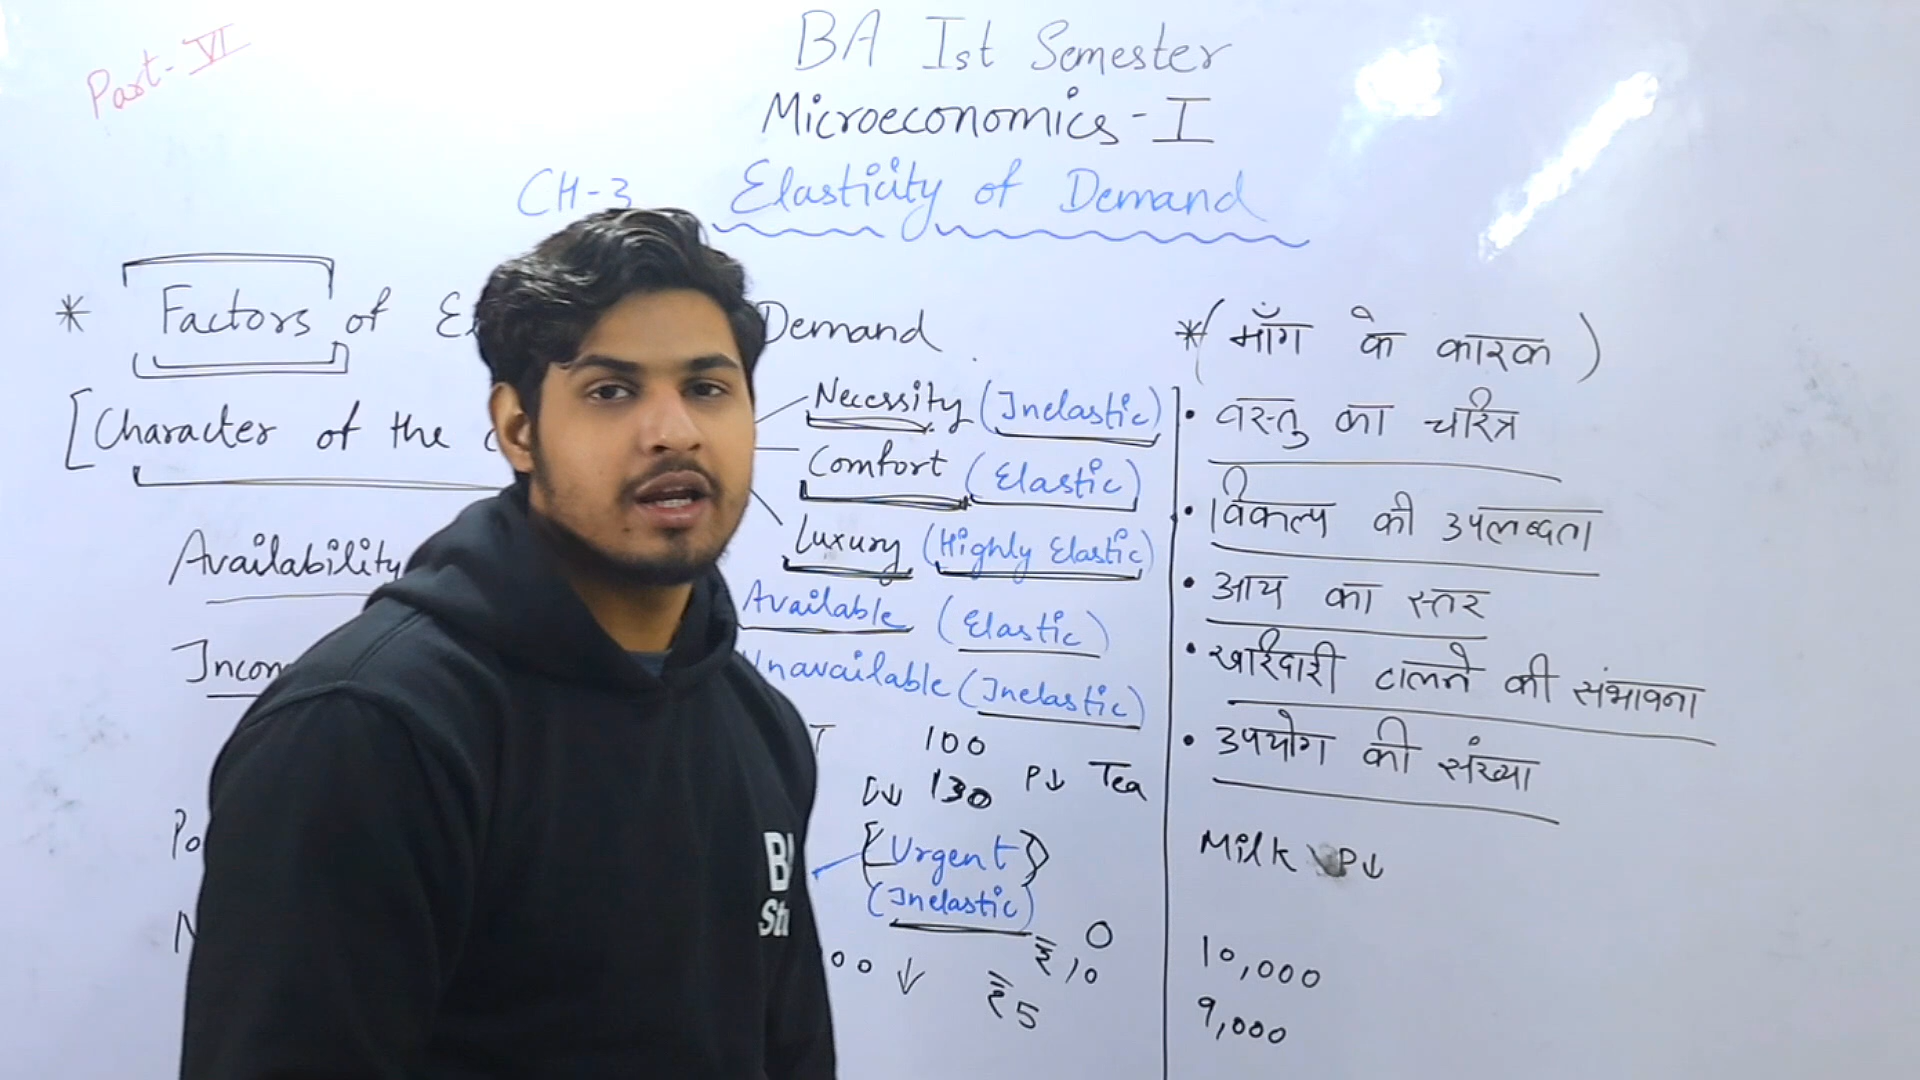 Part-VI
BA Ist Semester
Microeconomics-I
CH-3 Elasticity of Demand
* Factors of Demand
[Character of the
Necessity (Inelastic)
Comfort (Elastic)
Luxury (Highly Elastic)
Availability
Available (Elastic)
Unavailable (Inelastic)
100
D↓ 130 P↓ Tea
{Urgent}
(Inelastic)
0
₹10
00 ↓ ₹5
* (माँग के कारक)
• वस्तु का चरित्र
• विकल्प की उपलब्धता
• आय का स्तर
• खरिदारी टालने की संभावना
• उपयोग की संख्या
Milk P↓
10,000
9,000